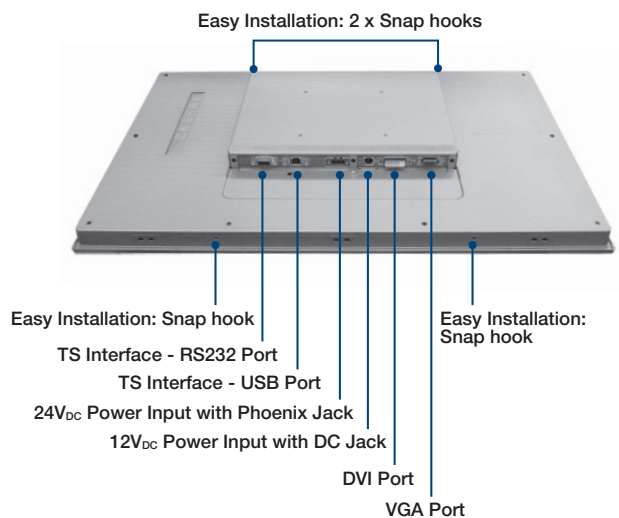 Easy Installation: 2 x Snap hooks
Easy Installation: Snap hook
Easy Installation:
Snap hook
TS Interface - RS232 Port
TS Interface - USB Port
24VDC Power Input with Phoenix Jack
12VDC Power Input with DC Jack
DVI Port
VGA Port